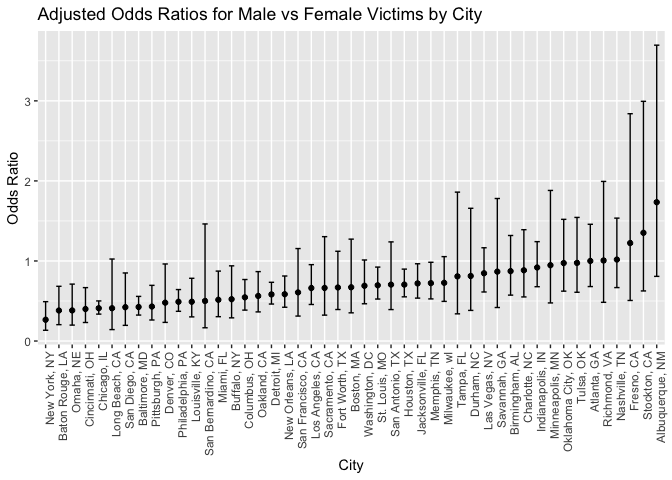 Adjusted Odds Ratios for Male vs Female Victims by City
Odds Ratio
3
2
1
0
New York, NY
Baton Rouge, LA
Omaha, NE
Cincinnati, OH
Chicago, IL
Long Beach, CA
San Diego, CA
Baltimore, MD
Pittsburgh, PA
Denver, CO
Philadelphia, PA
Louisville, KY
San Bernardino, CA
Miami, FL
Buffalo, NY
Columbus, OH
Oakland, CA
Detroit, MI
New Orleans, LA
San Francisco, CA
Los Angeles, CA
Sacramento, CA
Fort Worth, TX
Boston, MA
Washington, DC
St. Louis, MO
San Antonio, TX
Houston, TX
Jacksonville, FL
Memphis, TN
Milwaukee, wI
Tampa, FL
Durham, NC
Las Vegas, NV
Savannah, GA
Birmingham, AL
Charlotte, NC
Indianapolis, IN
Minneapolis, MN
Oklahoma City, OK
Tulsa, OK
Atlanta, GA
Richmond, VA
Nashville, TN
Fresno, CA
Stockton, CA
Albuquerque, NM
City